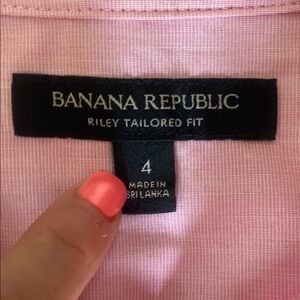 BANANA REPUBLIC
RILEY TAILORED FIT
4
MADE IN
SRI LANKA